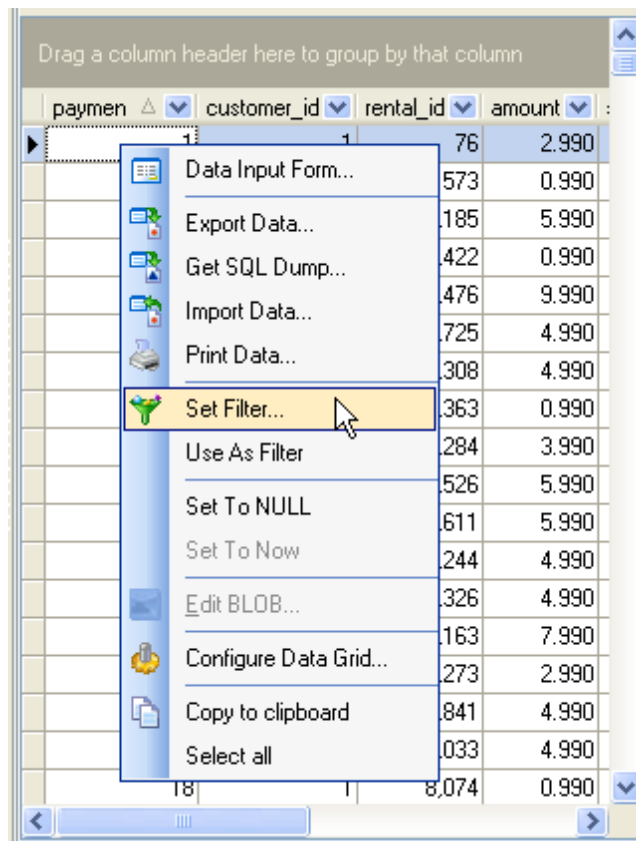 Drag a column header here to group by that column
paymen customer_id rental_id amount
1 1 76 2.990
Data Input Form...
573 0.990
Export Data...
,185 5.990
Get SQL Dump...
,422 0.990
Import Data...
,476 9.990
Print Data...
,725 4.990
,308 4.990
Set Filter...
,363 0.990
Use As Filter
,284 3.990
,526 5.990
Set To NULL
,611 5.990
Set To Now
,244 4.990
Edit BLOB...
,326 4.990
,163 7.990
Configure Data Grid...
,273 2.990
Copy to clipboard
,841 4.990
Select all
,033 4.990
18 1 8,074 0.990